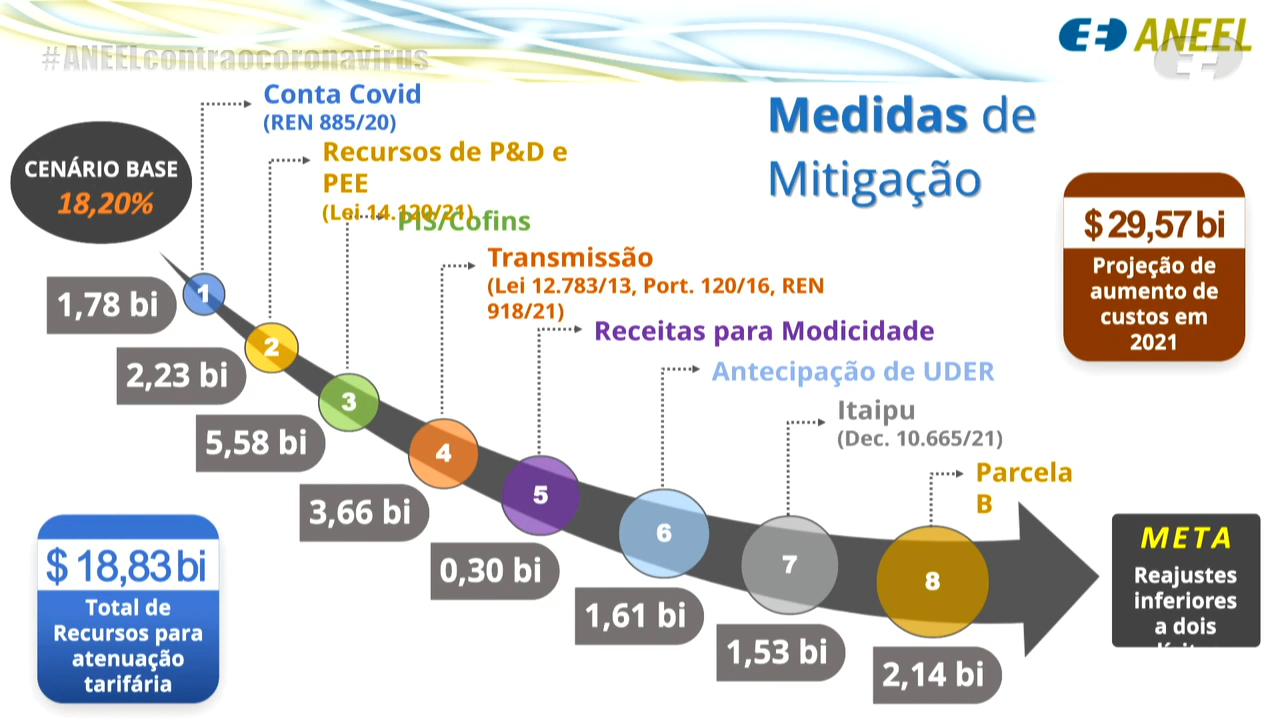 #ANEELcontraocoronavirus
ANEEL
Medidas de
Mitigação
CENÁRIO BASE
18,20%
Conta Covid
(REN 885/20)
Recursos de P&D e
PEE
(Lei 14.120/21)
PIS/Cofins
Transmissão
(Lei 12.783/13, Port. 120/16, REN
918/21)
Receitas para Modicidade
Antecipação de UDER
Itaipu
(Dec. 10.665/21)
Parcela
B
1
2
3
4
5
6
7
8
1,78 bi
2,23 bi
5,58 bi
3,66 bi
0,30 bi
1,61 bi
1,53 bi
2,14 bi
$ 29,57 bi
Projeção de
aumento de
custos em
2021
$ 18,83 bi
Total de
Recursos para
atenuação
tarifária
META
Reajustes
inferiores
a dois